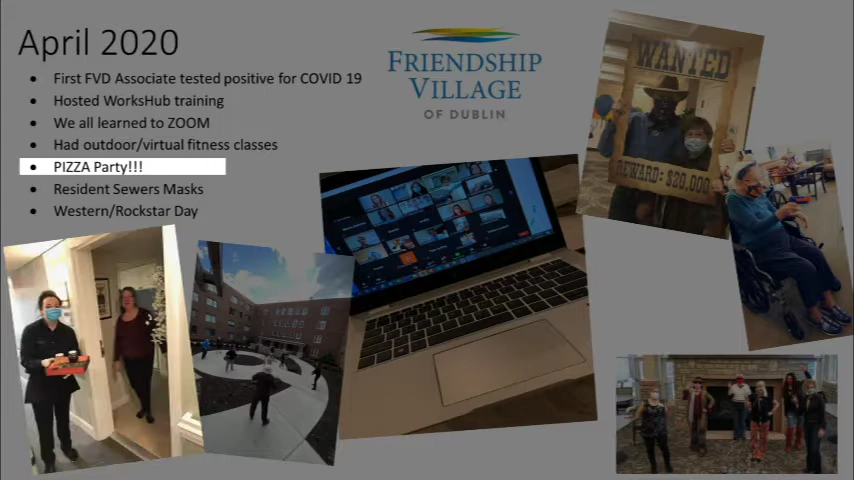 April 2020
• First FVD Associate tested positive for COVID 19
• Hosted WorksHub training
• We all learned to ZOOM
• Had outdoor/virtual fitness classes
• PIZZA Party!!!
• Resident Sewers Masks
• Western/Rockstar Day
FRIENDSHIP
VILLAGE
OF DUBLIN
WANTED
REWARD: $20,000